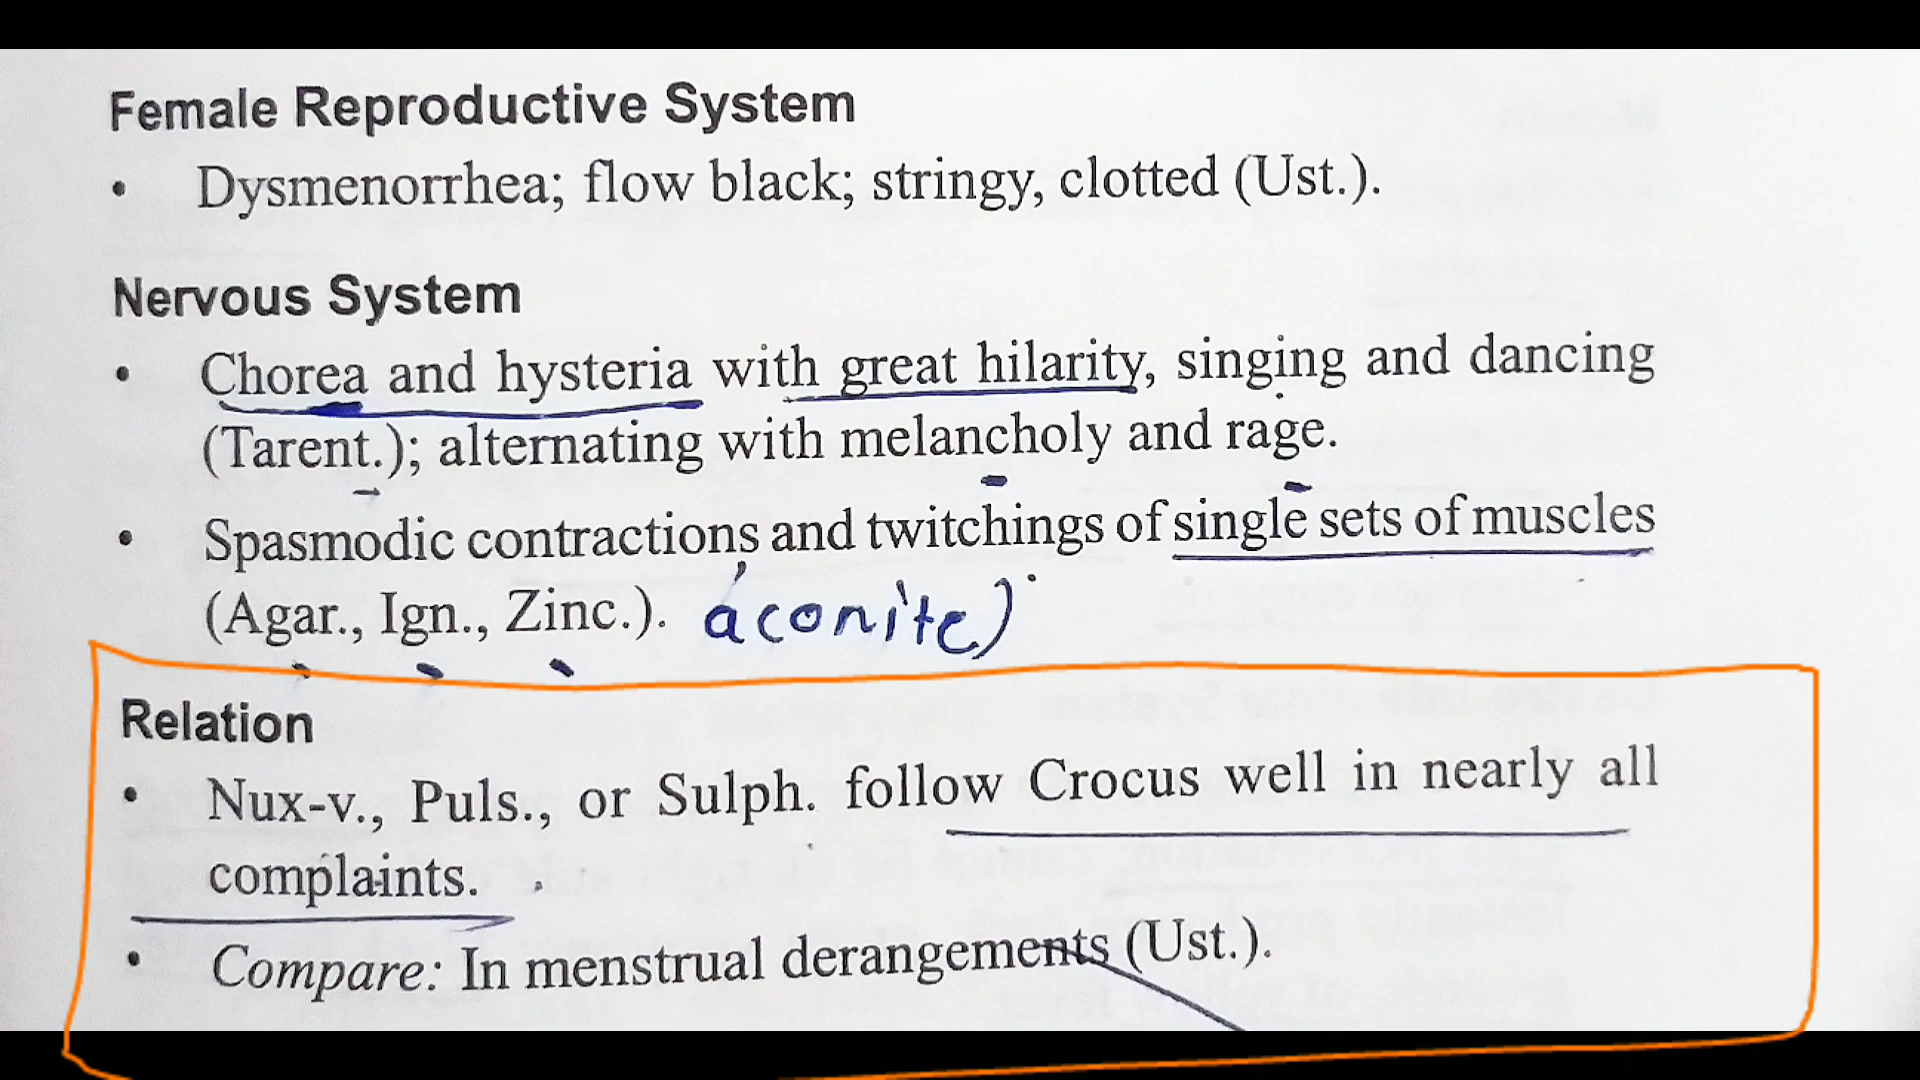 Female Reproductive System
• Dysmenorrhea; flow black; stringy, clotted (Ust.).
Nervous System
• Chorea and hysteria with great hilarity, singing and dancing
(Tarent.); alternating with melancholy and rage.
• Spasmodic contractions and twitchings of single sets of muscles
(Agar., Ign., Zinc.). aconite)
Relation
• Nux-v., Puls., or Sulph. follow Crocus well in nearly all
complaints.
• Compare: In menstrual derangements (Ust.).